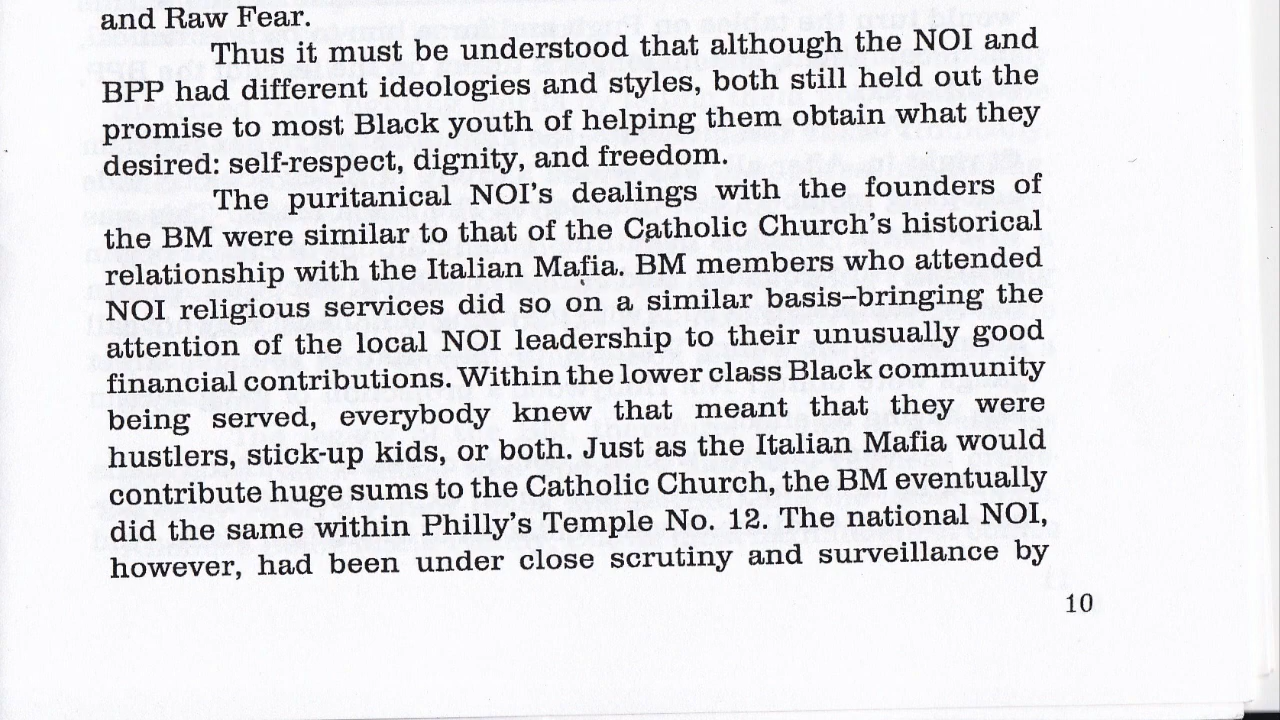 and Raw Fear.
Thus it must be understood that although the NOI and
BPP had different ideologies and styles, both still held out the
promise to most Black youth of helping them obtain what they
desired: self-respect, dignity, and freedom.
The puritanical NOI's dealings with the founders of
the BM were similar to that of the Catholic Church's historical
relationship with the Italian Mafia. BM members who attended
NOI religious services did so on a similar basis–bringing the
attention of the local NOI leadership to their unusually good
financial contributions. Within the lower class Black community
being served, everybody knew that meant that they were
hustlers, stick-up kids, or both. Just as the Italian Mafia would
contribute huge sums to the Catholic Church, the BM eventually
did the same within Philly's Temple No. 12. The national NOI,
however, had been under close scrutiny and surveillance by
10